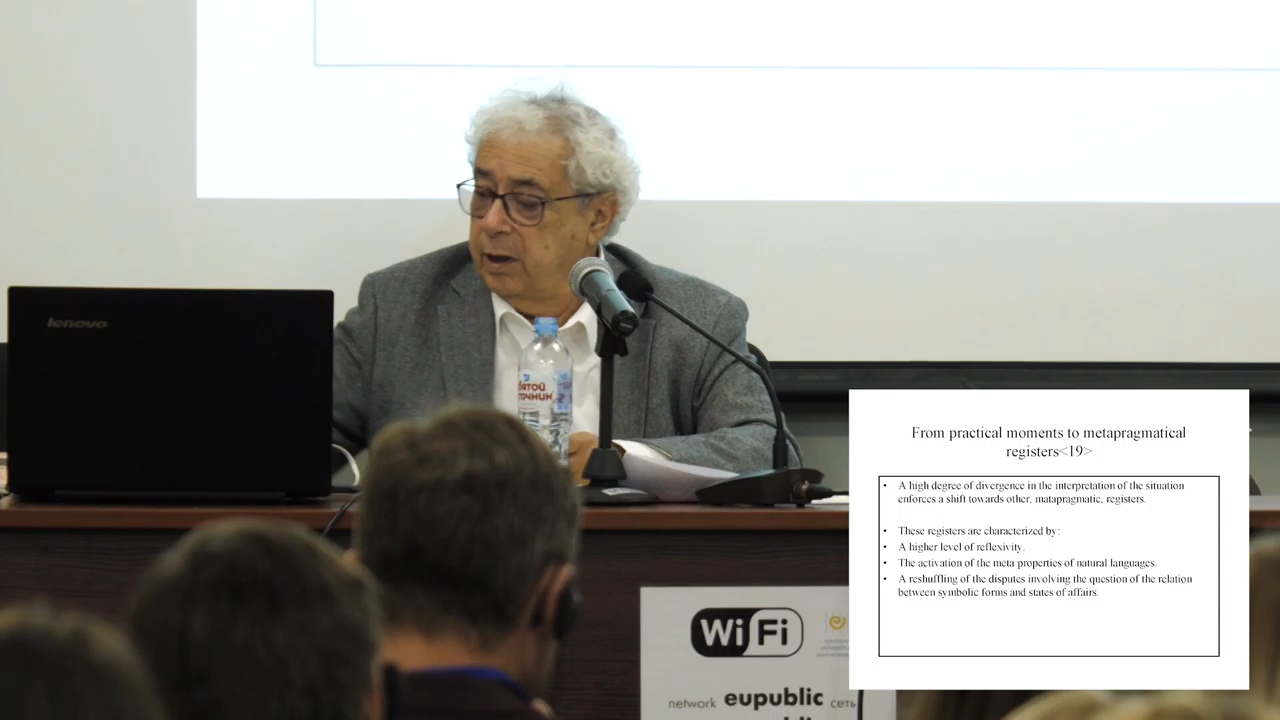 lenovo
From practical moments to metapragmatical
registers<19>
• A high degree of divergence in the interpretation of the situation
enforces a shift towards other, matapragmatic, registers.
• These registers are characterized by:
• A higher level of reflexivity.
• The activation of the meta properties of natural languages.
• A reshuffling of the disputes involving the question of the relation
between symbolic forms and states of affairs.
WiFi
network eupublic сеть